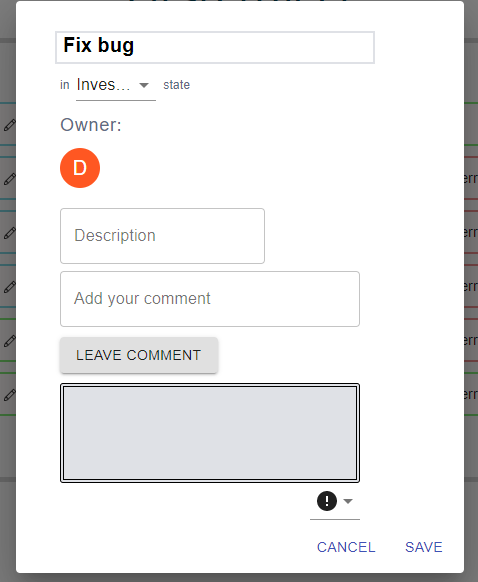 Fix bug
in Inves... state
Owner:
D
Description
Add your comment
LEAVE COMMENT
CANCEL SAVE